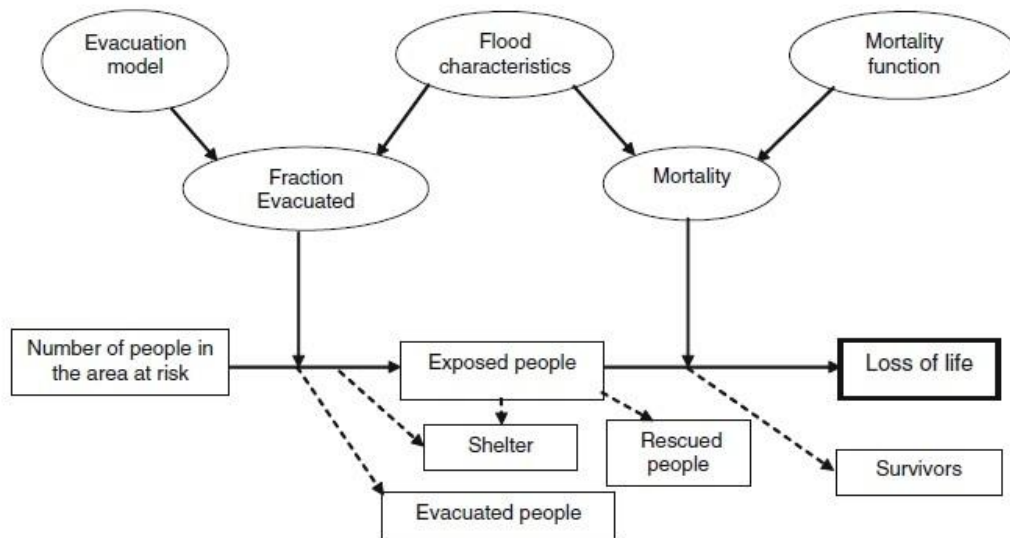 Evacuation
model
Flood
characteristics
Mortality
function
Fraction
Evacuated
Mortality
Number of people in
the area at risk
Exposed people
Loss of life
Shelter
Rescued
people
Survivors
Evacuated people